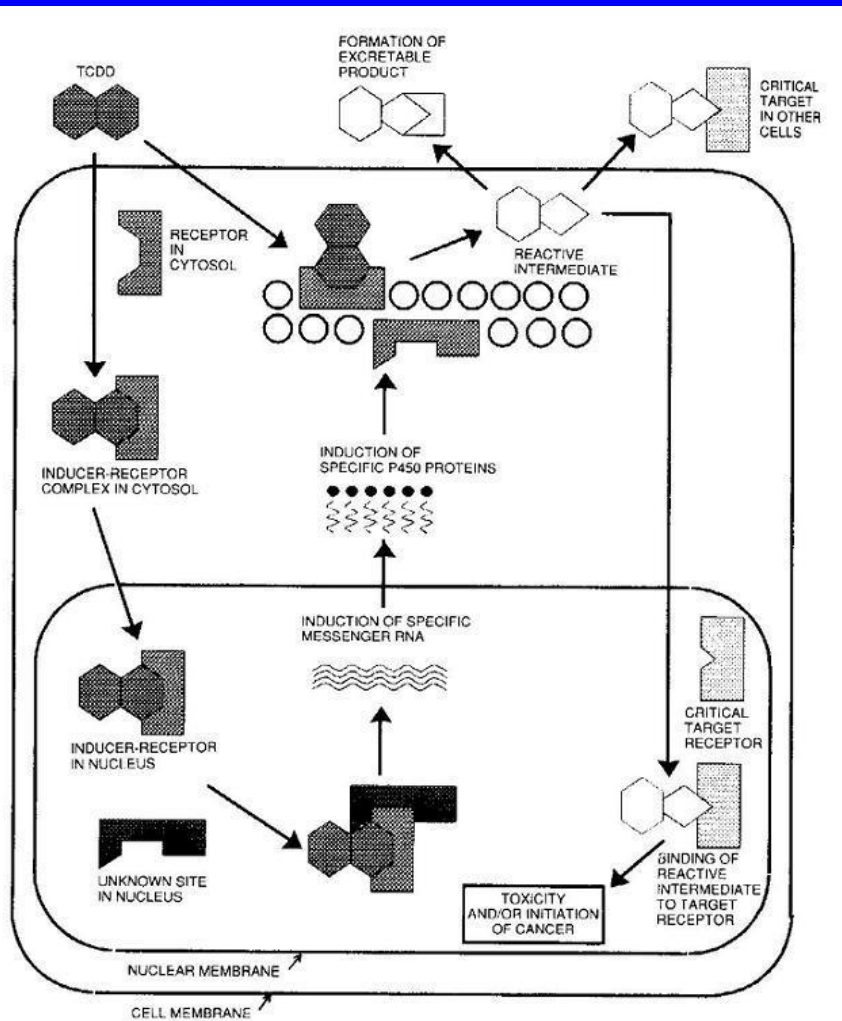 TCDD
FORMATION OF
EXCRETABLE
PRODUCT
CRITICAL
TARGET
IN OTHER
CELLS
RECEPTOR
IN
CYTOSOL
REACTIVE
INTERMEDIATE
INDUCER-RECEPTOR
COMPLEX IN CYTOSOL
INDUCTION OF
SPECIFIC P450 PROTEINS
INDUCTION OF SPECIFIC
MESSENGER RNA
CRITICAL
TARGET
RECEPTOR
INDUCER-RECEPTOR
IN NUCLEUS
UNKNOWN SITE
IN NUCLEUS
BINDING OF
REACTIVE
INTERMEDIATE
TO TARGET
RECEPTOR
TOXICITY
AND/OR INITIATION
OF CANCER
NUCLEAR MEMBRANE
CELL MEMBRANE